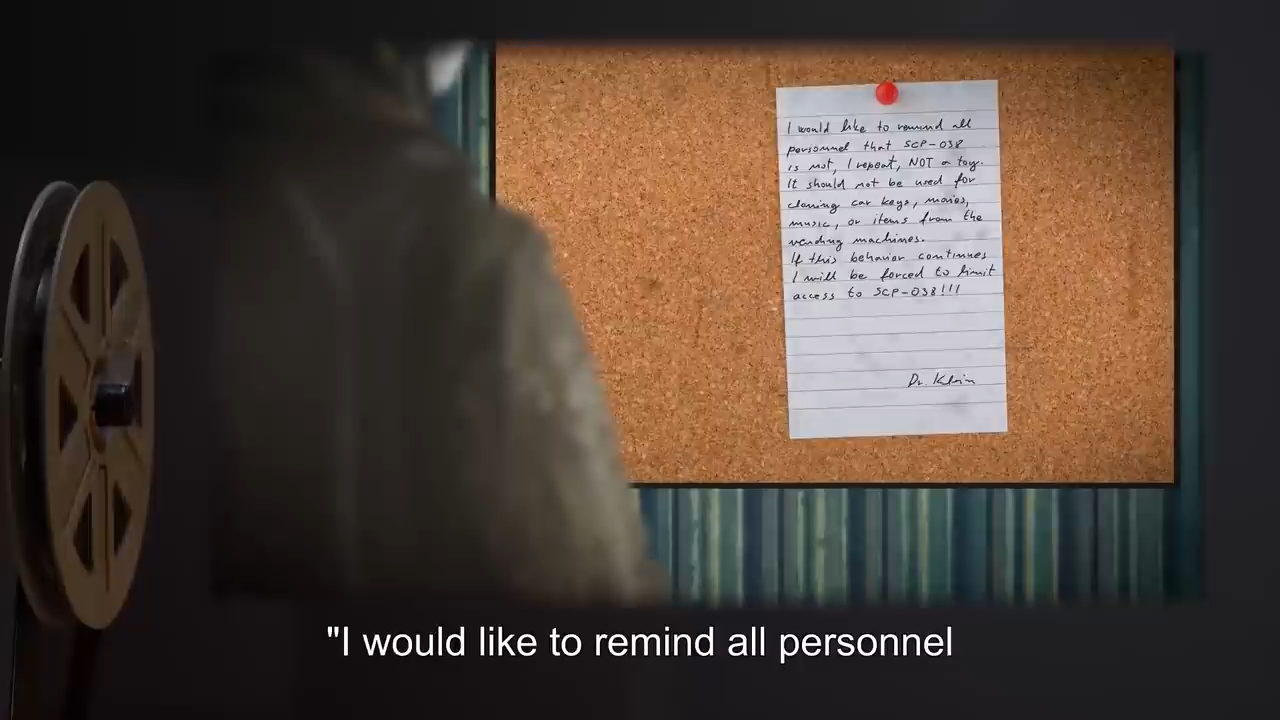 I would like to remind all
personnel that SCP-038
is not, I repeat, NOT a toy.
It should not be used for
cloning car keys, movies,
music, or items from the
vending machines.
If this behavior continues
I will be forced to limit
access to SCP-038!!!
Dr. Klein
"I would like to remind all personnel